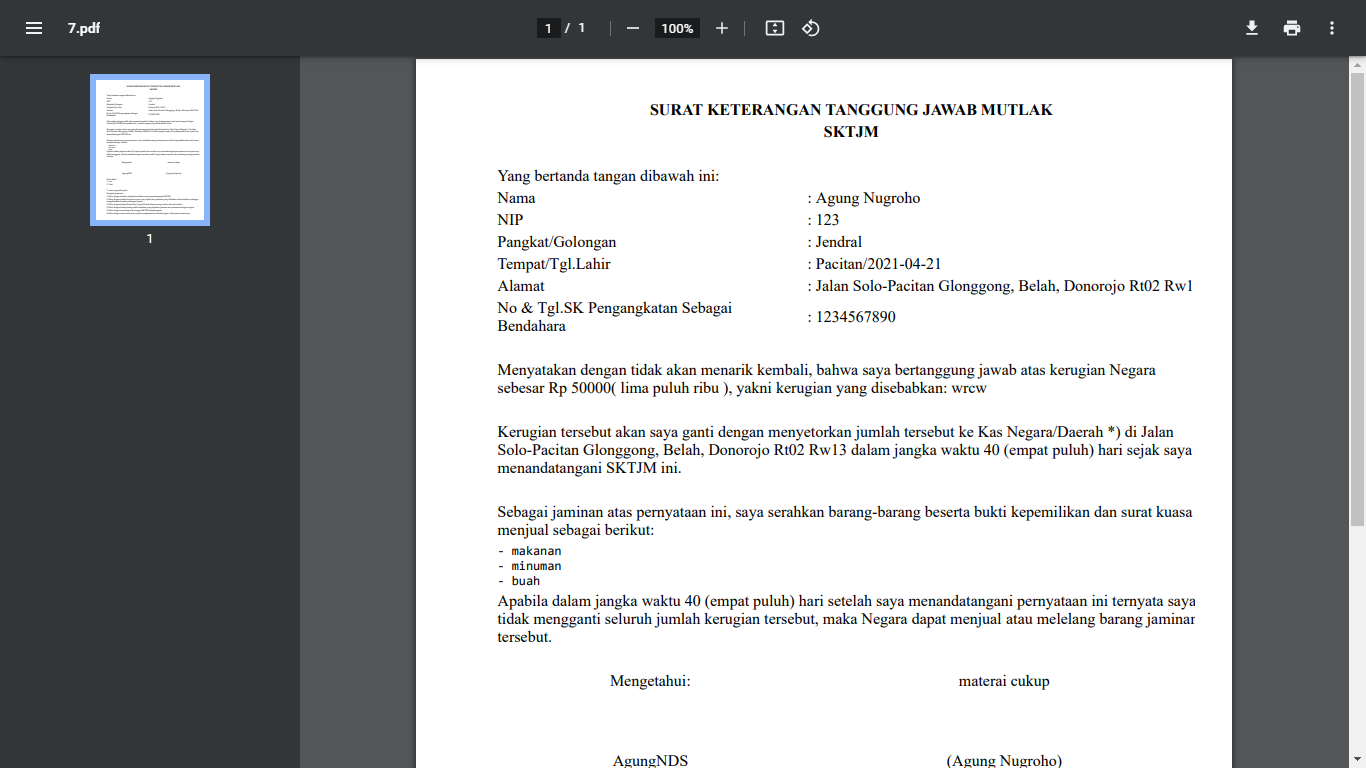 7.pdf
1 / 1
100%
1
SURAT KETERANGAN TANGGUNG JAWAB MUTLAK
SKTJM
Yang bertanda tangan dibawah ini:
Nama : Agung Nugroho
NIP : 123
Pangkat/Golongan : Jendral
Tempat/Tgl.Lahir : Pacitan/2021-04-21
Alamat : Jalan Solo-Pacitan Glonggong, Belah, Donorojo Rt02 Rw1
No & Tgl.SK Pengangkatan Sebagai
Bendahara : 1234567890
Menyatakan dengan tidak akan menarik kembali, bahwa saya bertanggung jawab atas kerugian Negara
sebesar Rp 50000( lima puluh ribu ), yakni kerugian yang disebabkan: wrcw
Kerugian tersebut akan saya ganti dengan menyetorkan jumlah tersebut ke Kas Negara/Daerah *) di Jalan
Solo-Pacitan Glonggong, Belah, Donorojo Rt02 Rw13 dalam jangka waktu 40 (empat puluh) hari sejak saya
menandatangani SKTJM ini.
Sebagai jaminan atas pernyataan ini, saya serahkan barang-barang beserta bukti kepemilikan dan surat kuasa
menjual sebagai berikut:
- makanan
- minuman
- buah
Apabila dalam jangka waktu 40 (empat puluh) hari setelah saya menandatangani pernyataan ini ternyata saya
tidak mengganti seluruh jumlah kerugian tersebut, maka Negara dapat menjual atau melelang barang jaminan
tersebut.
Mengetahui: materai cukup
AgungNDS (Agung Nugroho)